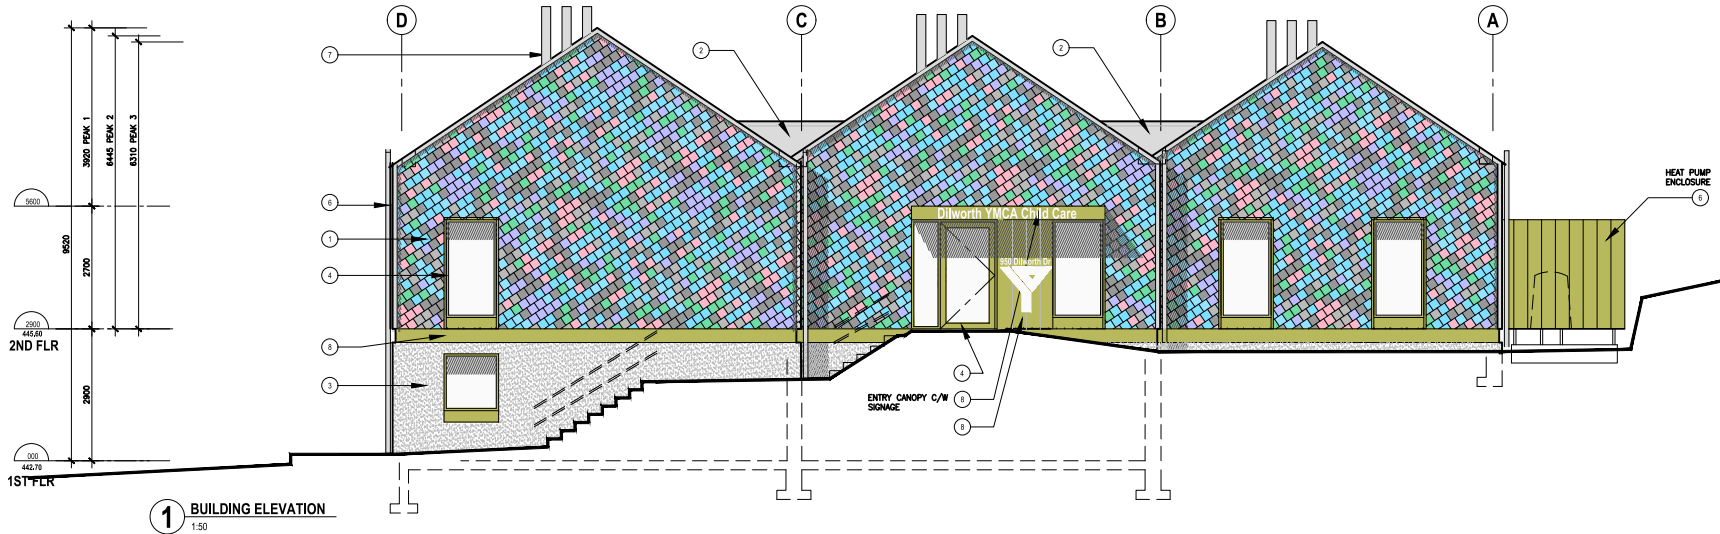 D
C
B
A
7
2
2
3920 PEAK 1
6445 PEAK 2
6310 PEAK 3
HEAT PUMP
ENCLOSURE
6
5600
6
Dilworth YMCA Child Care
1
9520
2700
950 Dilworth Dr
4
2900
445.60
2ND FLR
8
3
4
2900
ENTRY CANOPY C/W
SIGNAGE
8
8
000
442.70
1ST FLR
1
BUILDING ELEVATION
1:50